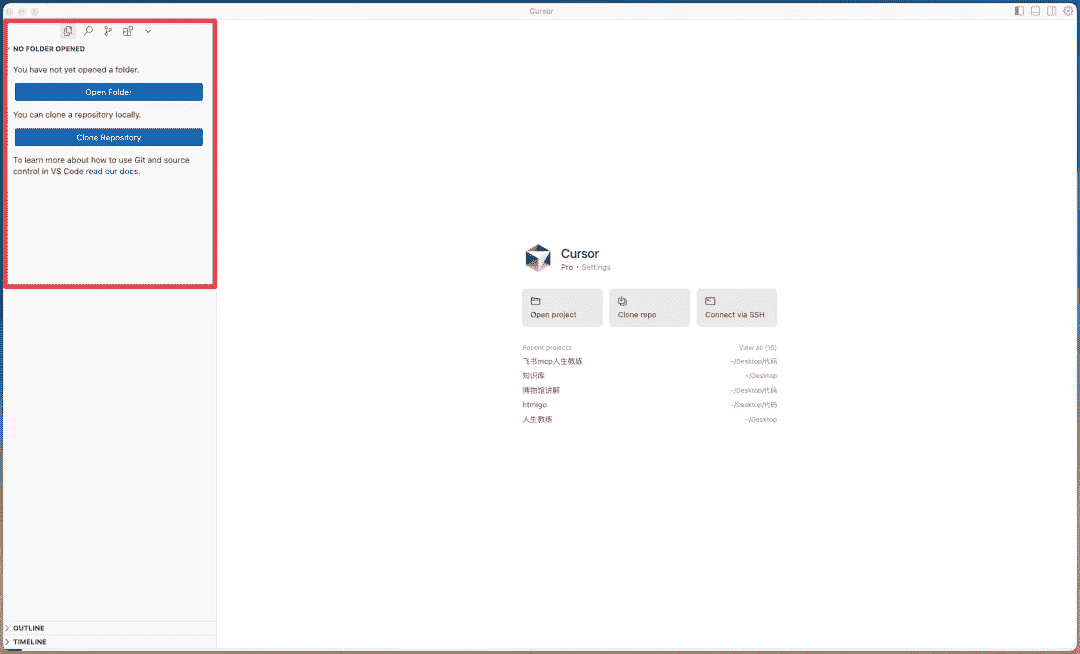 Cursor
NO FOLDER OPENED
You have not yet opened a folder.
Open Folder
You can clone a repository locally.
Clone Repository
To learn more about how to use Git and source
control in VS Code read our docs.
Cursor
Pro • Settings
Open project
Clone repo
Connect via SSH
Recent projects View all (16)
飞书mcp人生教练 ~/Desktop/代码
知识库 ~/Desktop
博物馆讲解 ~/Desktop/代码
htmlgo ~/Desktop/代码
人生教练 ~/Desktop
OUTLINE
TIMELINE